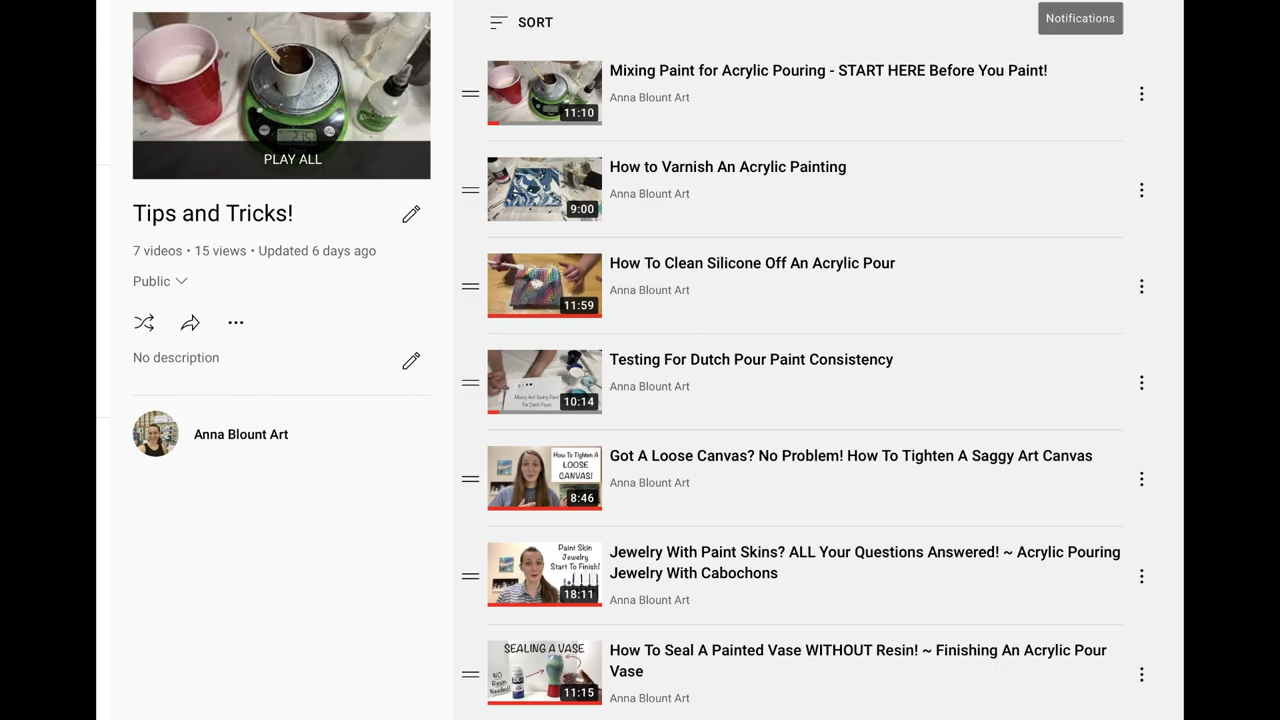 PLAY ALL
Tips and Tricks!
7 videos • 15 views • Updated 6 days ago
Public
No description
Anna Blount Art
SORT
Notifications
11:10
Mixing Paint for Acrylic Pouring - START HERE Before You Paint!
Anna Blount Art
9:00
How to Varnish An Acrylic Painting
Anna Blount Art
11:59
How To Clean Silicone Off An Acrylic Pour
Anna Blount Art
Mixing And Testing Paint
For Dutch Pours
10:14
Testing For Dutch Pour Paint Consistency
Anna Blount Art
How To Tighten A
LOOSE
CANVAS!
8:46
Got A Loose Canvas? No Problem! How To Tighten A Saggy Art Canvas
Anna Blount Art
Paint Skin
Jewelry
Start To Finish!
18:11
Jewelry With Paint Skins? ALL Your Questions Answered! ~ Acrylic Pouring
Jewelry With Cabochons
Anna Blount Art
SEALING A VASE
NO
Resin
Needed!
11:15
How To Seal A Painted Vase WITHOUT Resin! ~ Finishing An Acrylic Pour
Vase
Anna Blount Art